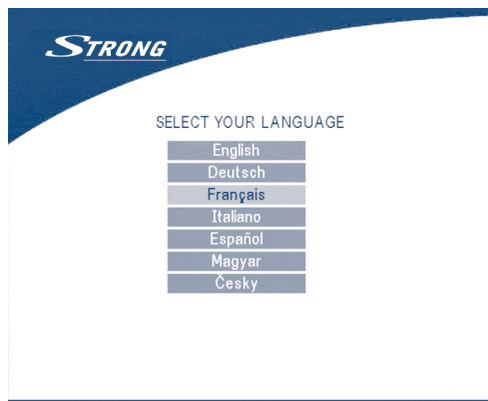 STRONG
SELECT YOUR LANGUAGE
English
Deutsch
Français
Italiano
Español
Magyar
Česky